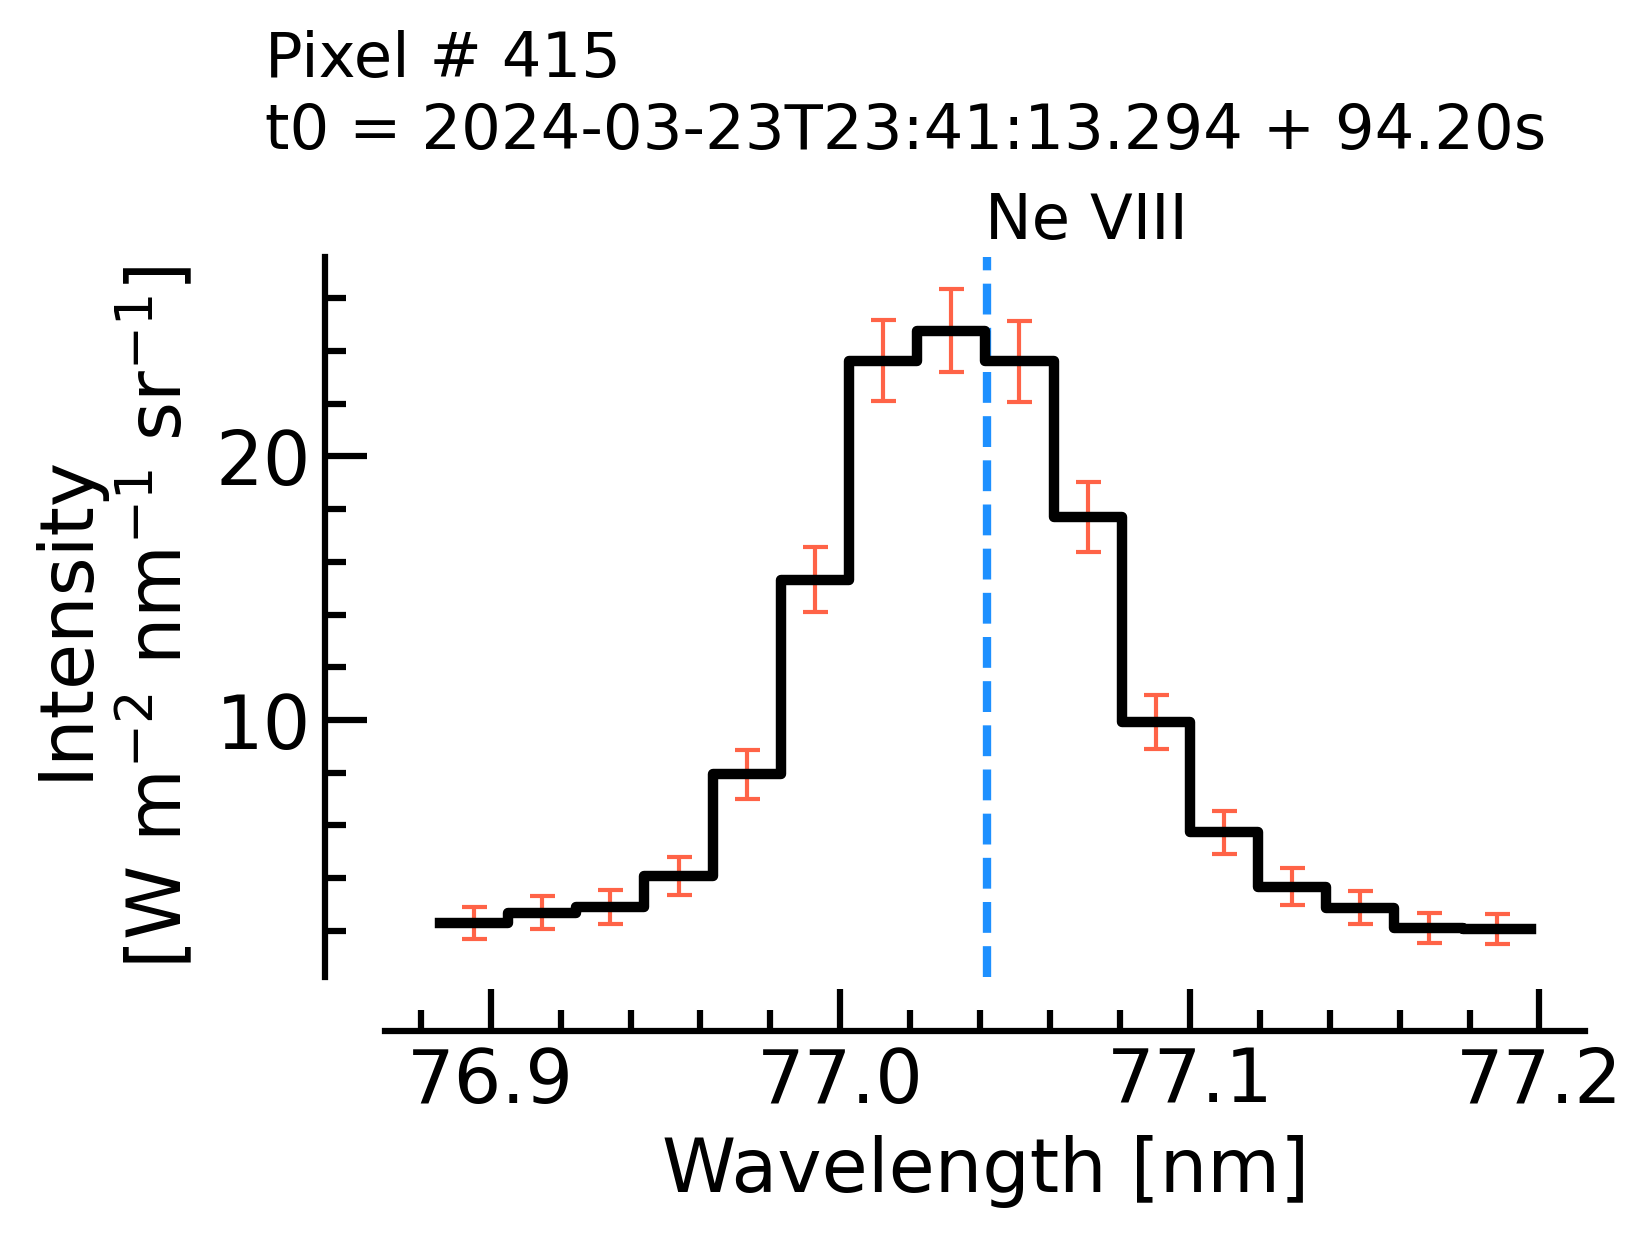 Pixel # 415
t0 = 2024-03-23T23:41:13.294 + 94.20s
Ne VIII
Intensity
[W m⁻² nm⁻¹ sr⁻¹]
20
10
76.9 77.0 77.1 77.2
Wavelength [nm]